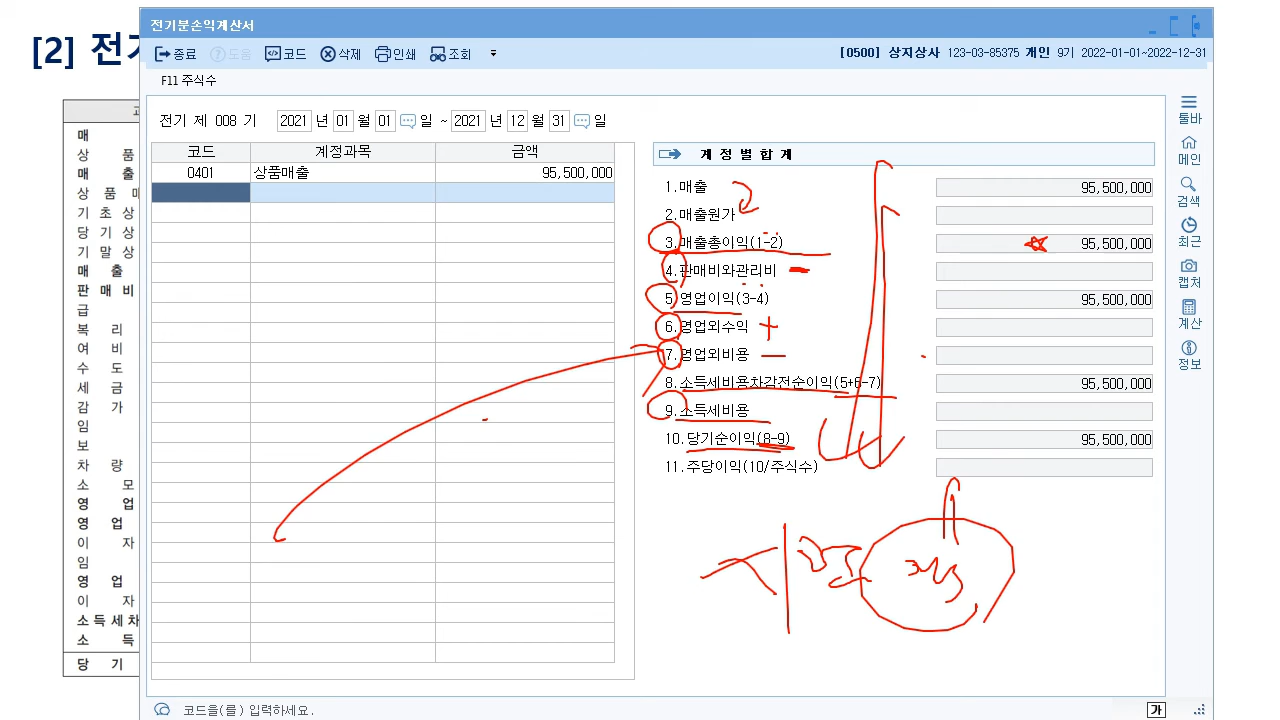 [2] 전기
전기분손익계산서
종료 도움 코드 삭제 인쇄 조회
[0500] 상지상사 123-03-85375 개인 9기 2022-01-01~2022-12-31
F11 주식수
전기 제 008 기 2021 년 01 월 01 일 ~ 2021 년 12 월 31 일
코드 계정과목 금액
0401 상품매출 95,500,000
계정별합계
1.매출 95,500,000
2.매출원가
3.매출총이익(1-2) 95,500,000
4.판매비와관리비
5.영업이익(3-4) 95,500,000
6.영업외수익
7.영업외비용
8.소득세비용차감전순이익(5+6-7) 95,500,000
9.소득세비용
10.당기순이익(8-9) 95,500,000
11.주당이익(10/주식수)
툴바
메인
검색
최근
캡처
계산
정보
매
상 품
매 출
상 품 매
기 초 상
당 기 상
기 말 상
매 출
판 매 비
급
복 리
여 비
수 도
세 금
감 가
임
보
차 량
소 모
영 업
영 업
이 자
임
영 업
이 자
소 득 세 차
소 득
당 기
코드을(를) 입력하세요.
가